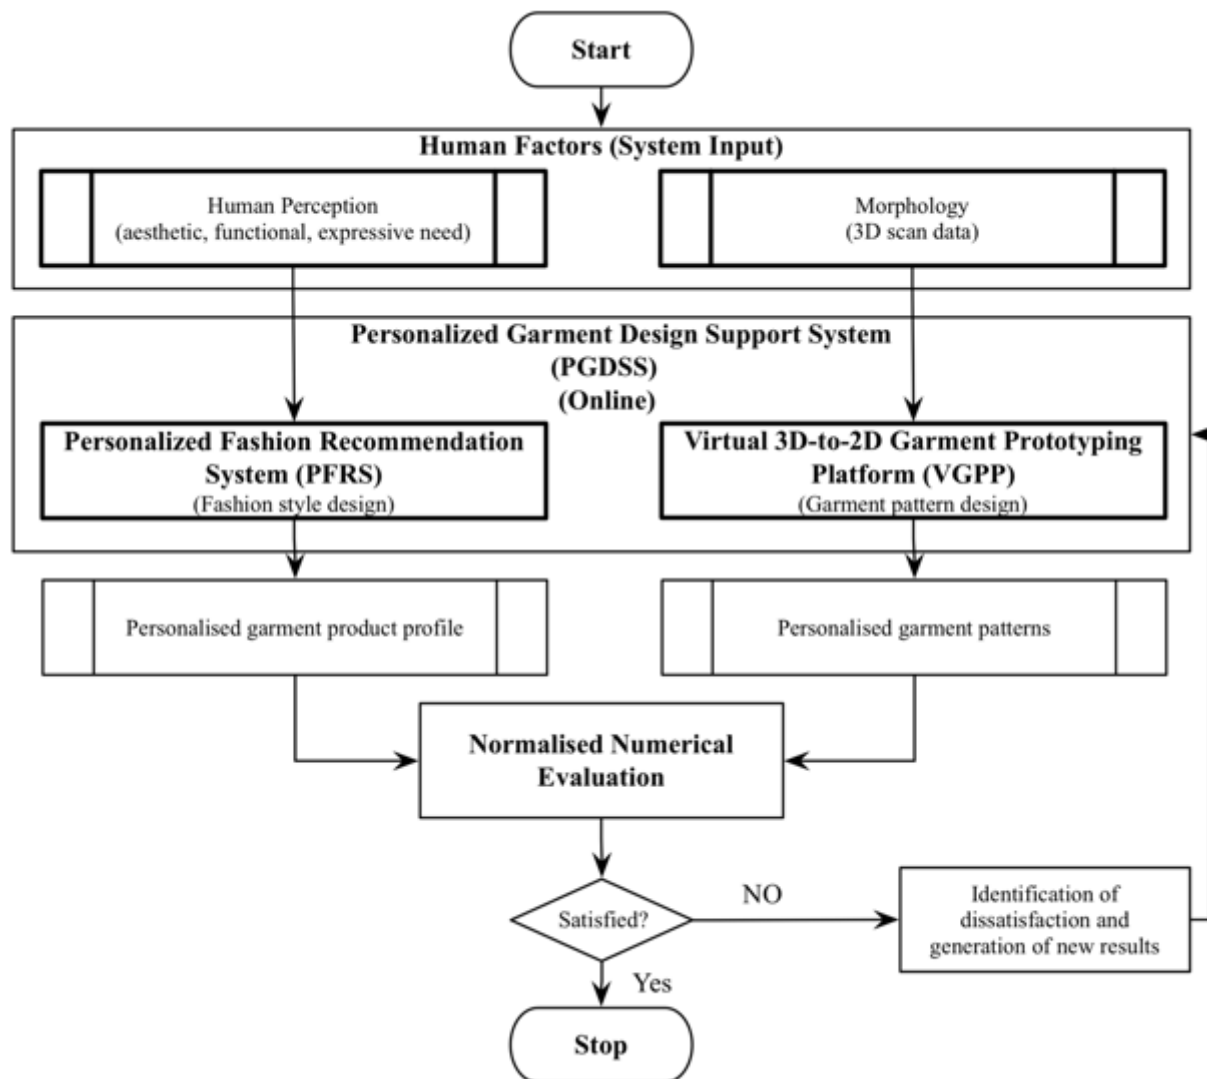 Start
Human Factors (System Input)
Human Perception
(aesthetic, functional, expressive need)
Morphology
(3D scan data)
Personalized Garment Design Support System
(PGDSS)
(Online)
Personalized Fashion Recommendation
System (PFRS)
(Fashion style design)
Virtual 3D-to-2D Garment Prototyping
Platform (VGPP)
(Garment pattern design)
Personalised garment product profile
Personalised garment patterns
Normalised Numerical
Evaluation
Satisfied?
NO
Identification of
dissatisfaction and
generation of new results
Yes
Stop